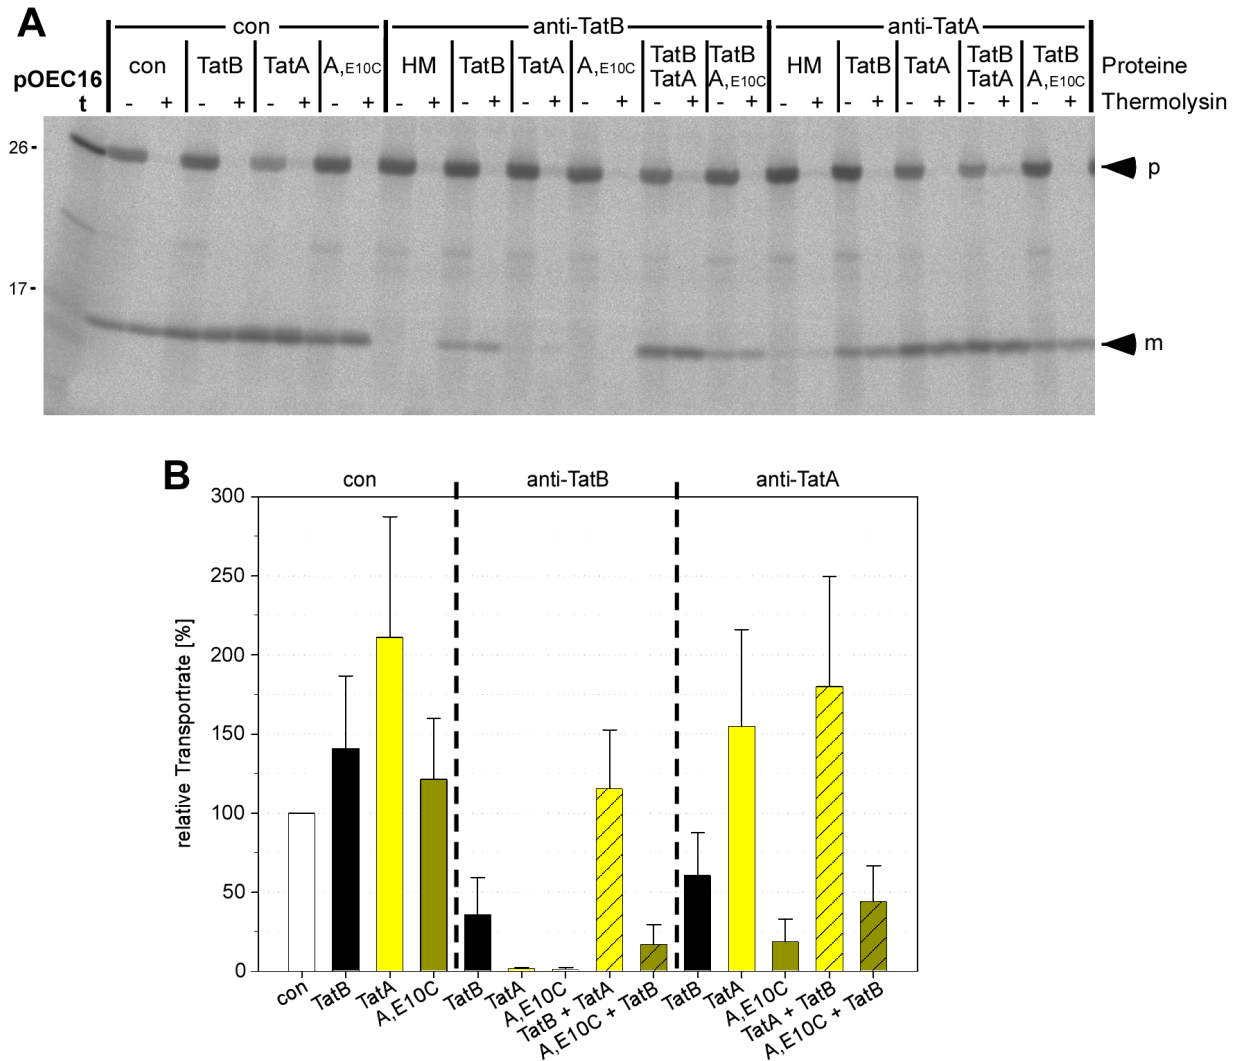 A
con
anti-TatB
anti-TatA
pOEC16
con TatB TatA A,E10C HM TatB TatA A,E10C TatB TatA TatB A,E10C HM TatB TatA TatB TatA TatB A,E10C Proteine
t - + - + - + - + - + - + - + - + - + - + - + - + - + - + - + Thermolysin
26
p
17
m
B
con
anti-TatB
anti-TatA
300
250
200
150
100
50
0
relative Transportrate [%]
con
TatB
TatA
A,E10C
TatB
TatA
A,E10C
TatB + TatA
A,E10C + TatB
TatB
TatA
A,E10C
TatA + TatB
A,E10C + TatB